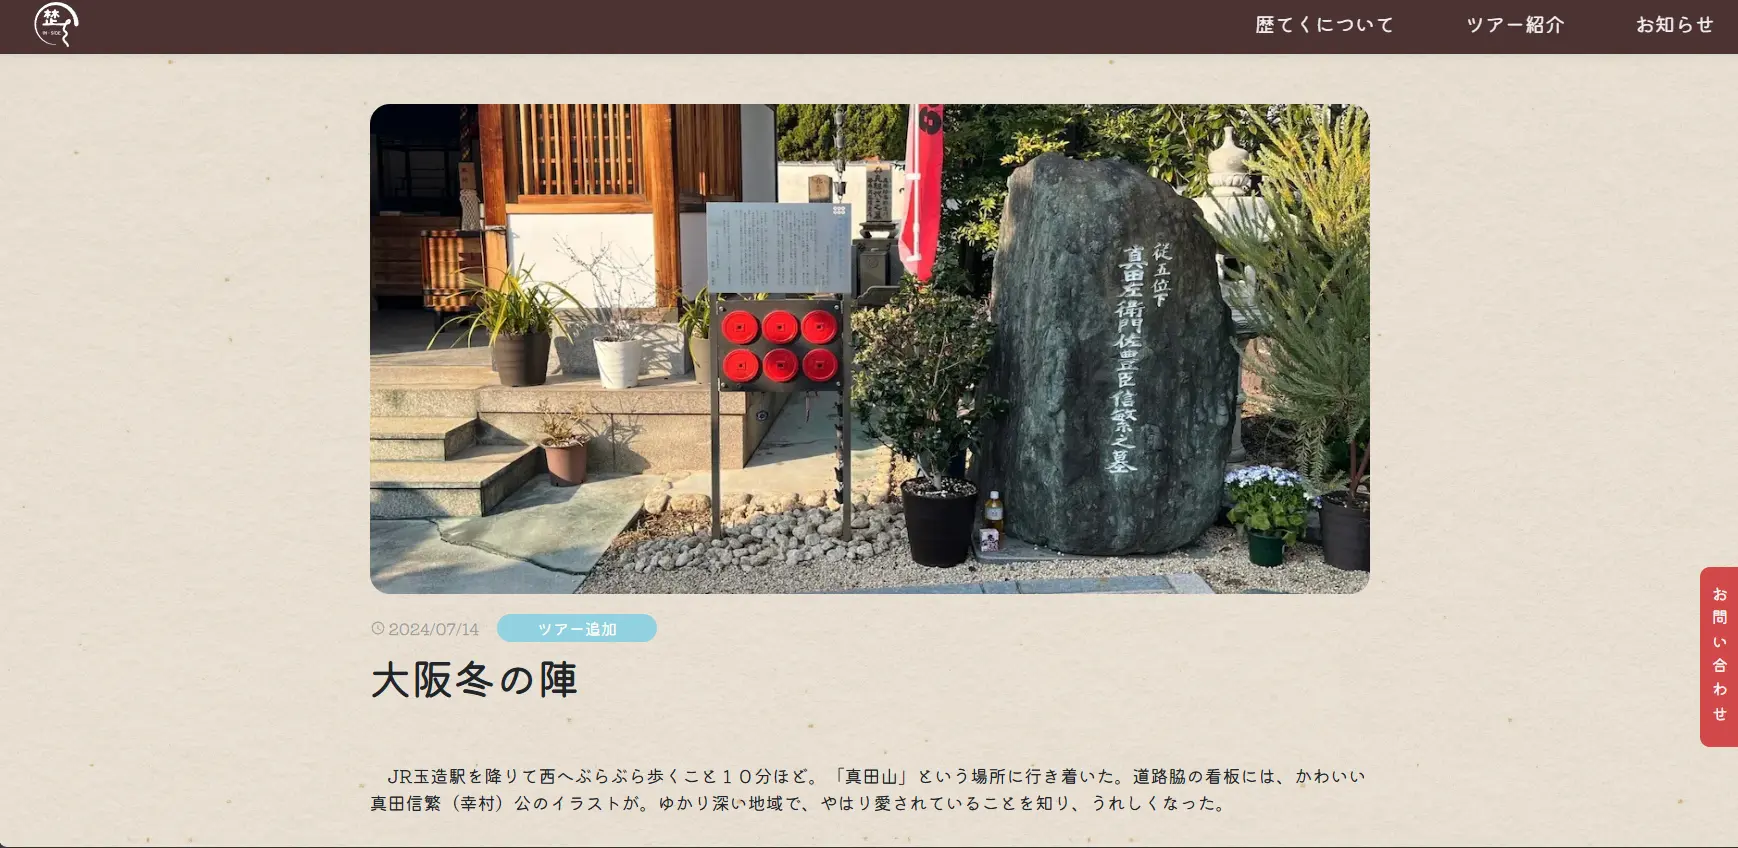 歴
IN-SIDE
歴てくについて
ツアー紹介
お知らせ
従五位下
真田左衛門佐豊臣信繁之墓
2024/07/14
ツアー追加
大阪冬の陣
JR玉造駅を降りて西へぶらぶら歩くこと１０分ほど。「真田山」という場所に行き着いた。道路脇の看板には、かわいい
真田信繁（幸村）公のイラストが。ゆかり深い地域で、やはり愛されていることを知り、うれしくなった。
お問い合わせ